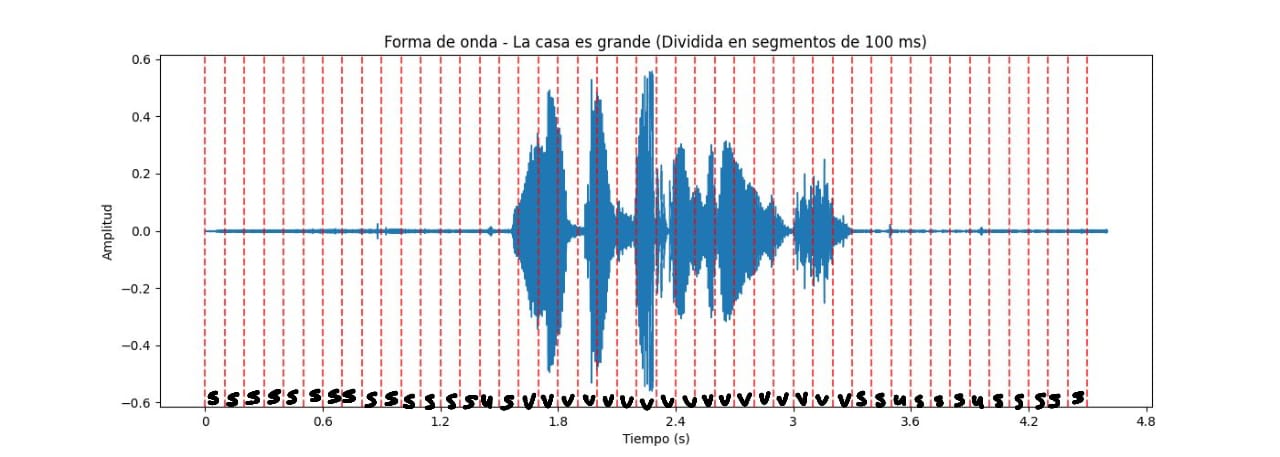 Forma de onda - La casa es grande (Dividida en segmentos de 100 ms)
0.6
0.4
0.2
0.0
−0.2
−0.4
−0.6
Amplitud
S S S S S S S S S S S S S S U S V V V V V V V V V V V V V V V V V S S U S S S U S S S S S
0 0.6 1.2 1.8 2.4 3 3.6 4.2 4.8
Tiempo (s)